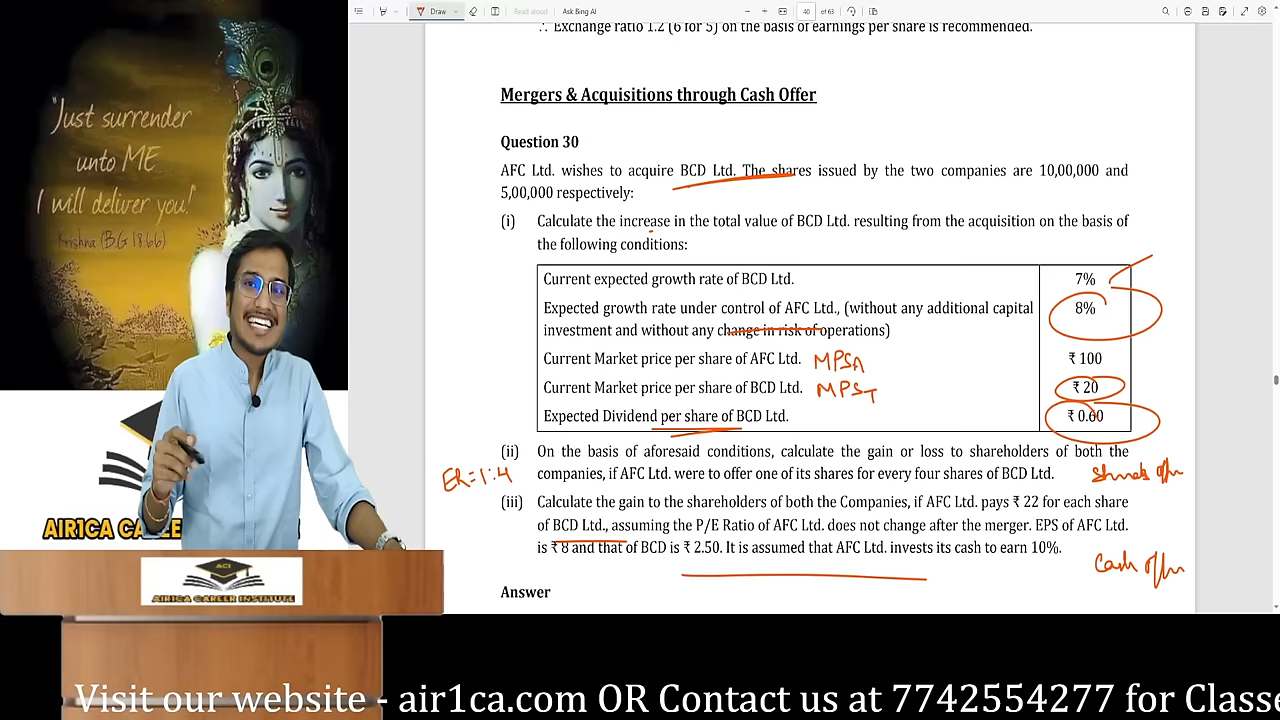 Draw
Read aloud
Ask Bing AI
40
of 63
∴ Exchange ratio 1.2 (6 for 5) on the basis of earnings per share is recommended.
"Just surrender
unto ME
I will deliver you!"
- Krishna (BG 18:66)
Mergers & Acquisitions through Cash Offer
Question 30
AFC Ltd. wishes to acquire BCD Ltd. The shares issued by the two companies are 10,00,000 and
5,00,000 respectively:
(i) Calculate the increase in the total value of BCD Ltd. resulting from the acquisition on the basis of
the following conditions:
Current expected growth rate of BCD Ltd. 7%
Expected growth rate under control of AFC Ltd., (without any additional capital 8%
investment and without any change in risk of operations)
Current Market price per share of AFC Ltd. MPSA ₹ 100
Current Market price per share of BCD Ltd. MPST ₹ 20
Expected Dividend per share of BCD Ltd. ₹ 0.60
(ii) On the basis of aforesaid conditions, calculate the gain or loss to shareholders of both the
ER=1:4 companies, if AFC Ltd. were to offer one of its shares for every four shares of BCD Ltd.
(iii) Calculate the gain to the shareholders of both the Companies, if AFC Ltd. pays ₹ 22 for each share
of BCD Ltd., assuming the P/E Ratio of AFC Ltd. does not change after the merger. EPS of AFC Ltd.
is ₹ 8 and that of BCD is ₹ 2.50. It is assumed that AFC Ltd. invests its cash to earn 10%.
Cash
Answer
AIR1CA CAREE
ACI
AIR1CA CAREER INSTITUTE
Visit our website - air1ca.com OR Contact us at 7742554277 for Classe